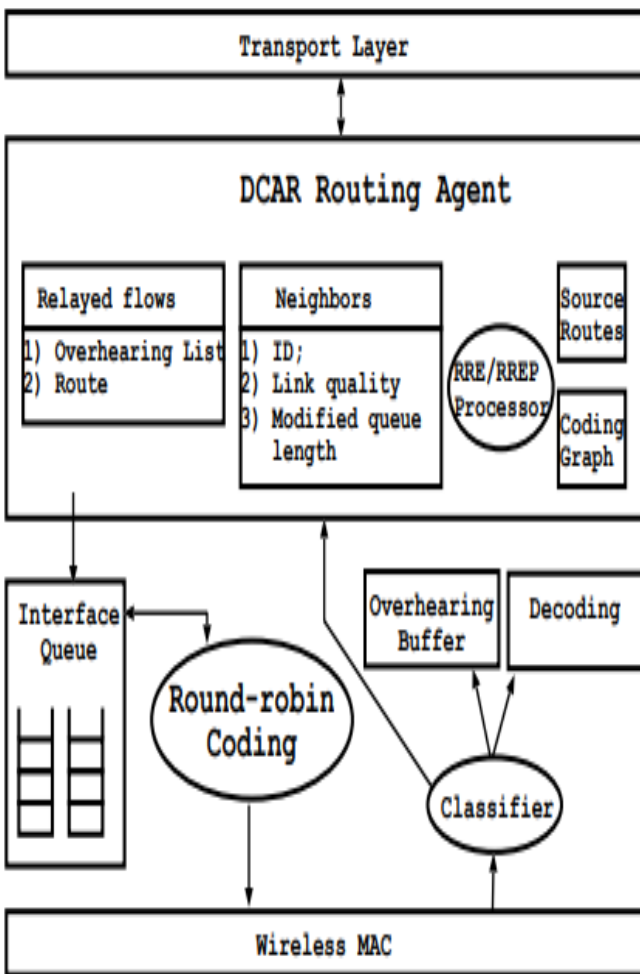 Transport Layer
DCAR Routing Agent
Relayed flows
1) Overhearing List
2) Route
Neighbors
1) ID;
2) Link quality
3) Modified queue
length
RRE/RREP
Processor
Source
Routes
Coding
Graph
Interface
Queue
Round-robin
Coding
Overhearing
Buffer
Decoding
Classifier
Wireless MAC